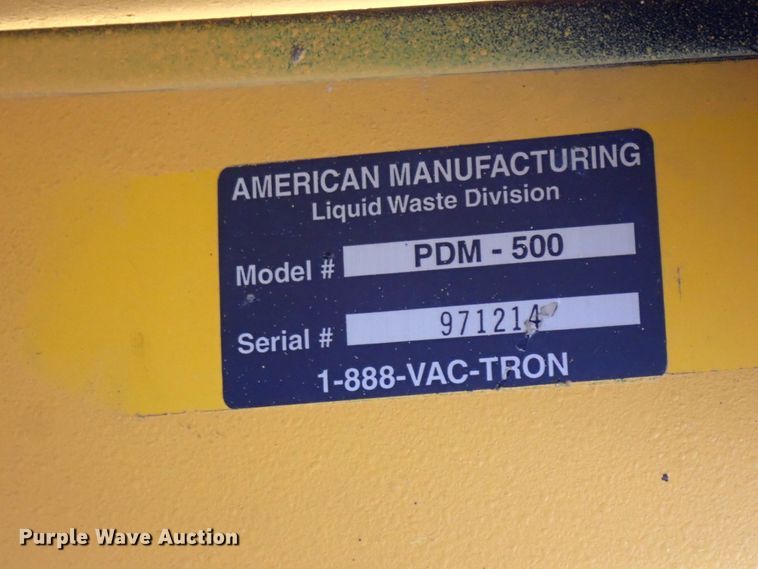 AMERICAN MANUFACTURING
Liquid Waste Division
Model # PDM - 500
Serial # 971214
1-888-VAC-TRON
Purple Wave Auction